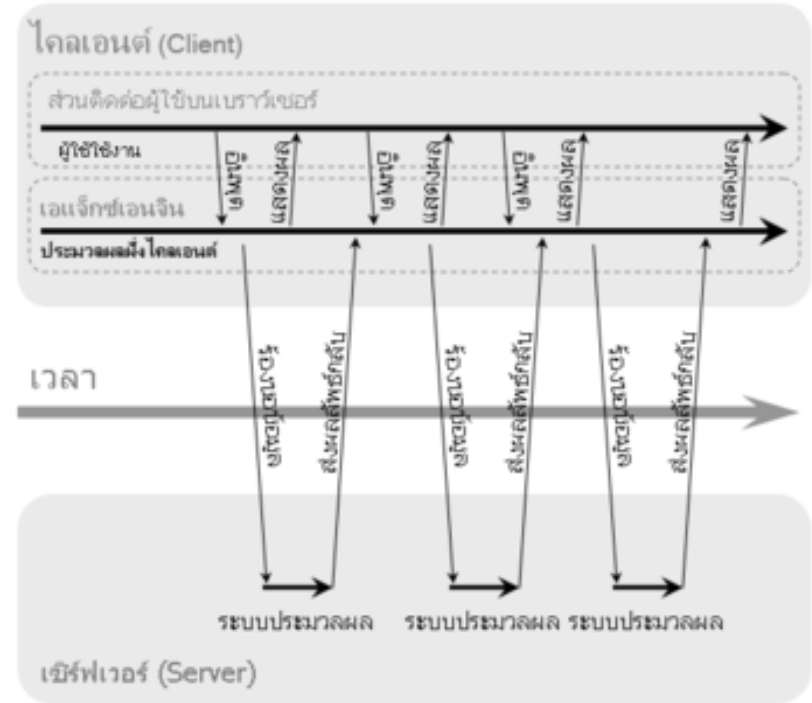 ไคลเอนต์ (Client)
ส่วนติดต่อผู้ใช้บนเบราว์เซอร์
ผู้ใช้ใช้งาน
อินพุต
แสดงผล
อินพุต
แสดงผล
อินพุต
แสดงผล
แสดงผล
เอแจ็กซ์เอนจิน
ประมวลผลฝั่งไคลเอนต์
เวลา
ร้องขอข้อมูล
ส่งผลลัพธ์กลับ
ร้องขอข้อมูล
ส่งผลลัพธ์กลับ
ร้องขอข้อมูล
ส่งผลลัพธ์กลับ
ระบบประมวลผล
ระบบประมวลผล
ระบบประมวลผล
เซิร์ฟเวอร์ (Server)